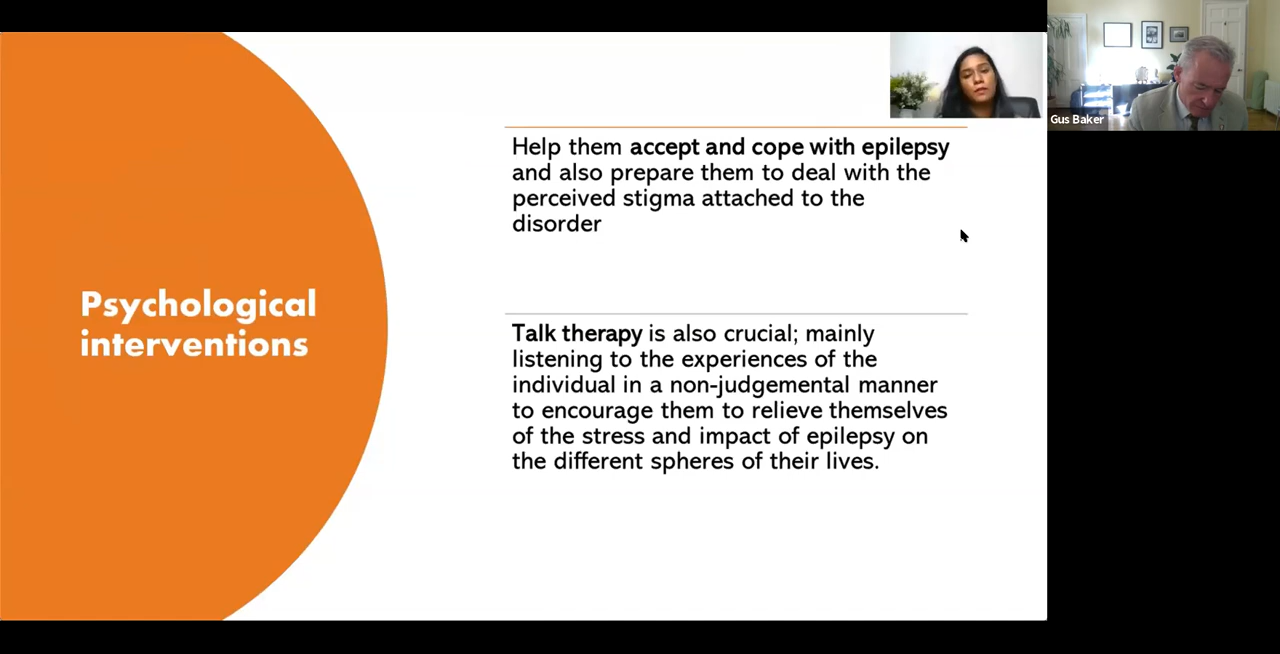 Psychological
interventions
Help them accept and cope with epilepsy
and also prepare them to deal with the
perceived stigma attached to the
disorder
Talk therapy is also crucial; mainly
listening to the experiences of the
individual in a non-judgemental manner
to encourage them to relieve themselves
of the stress and impact of epilepsy on
the different spheres of their lives.
Gus Baker